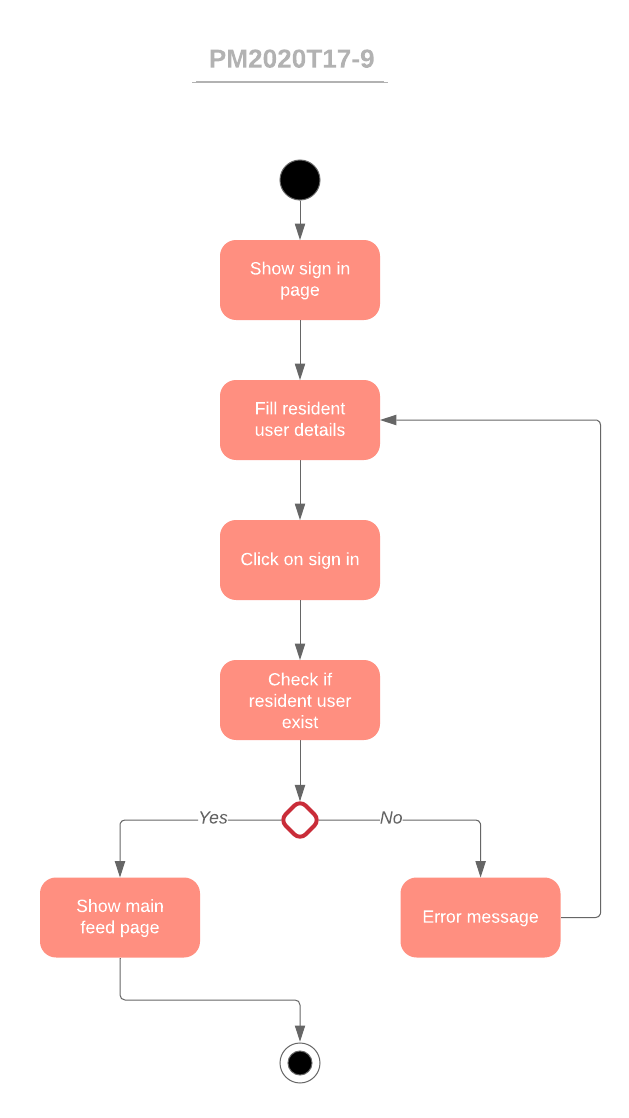 PM2020T17-9
Show sign in
page
Fill resident
user details
Click on sign in
Check if
resident user
exist
Yes
No
Show main
feed page
Error message